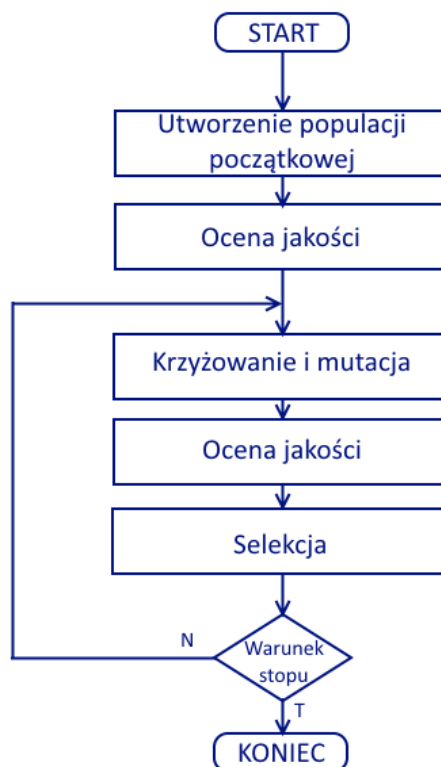 START
Utworzenie populacji
początkowej
Ocena jakości
Krzyżowanie i mutacja
Ocena jakości
Selekcja
N
Warunek
stopu
T
KONIEC